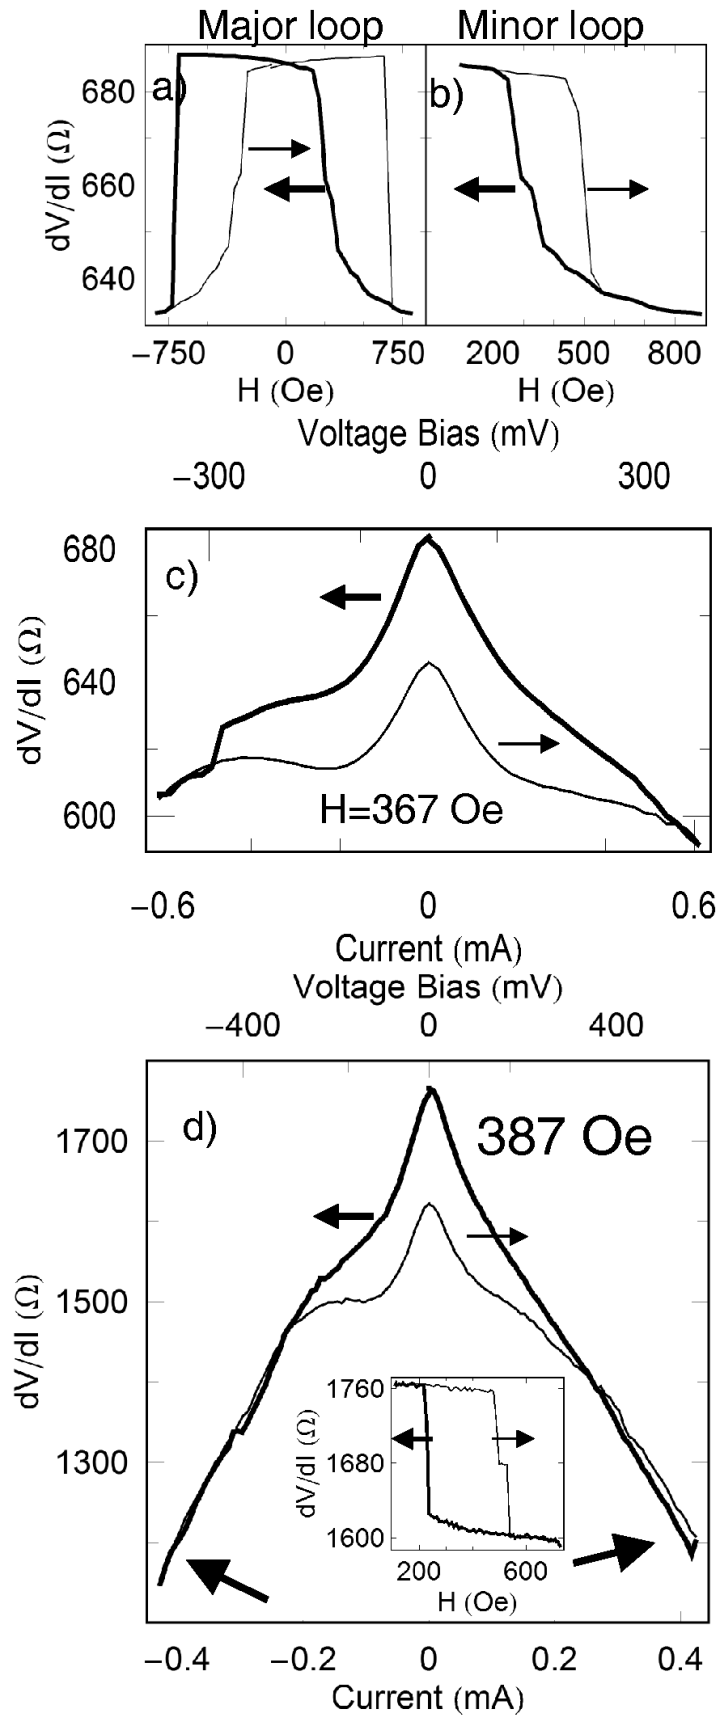 Major loop Minor loop
a) b)
dV/dI (Ω)
680
660
640
−750 0 750 200 500 800
H (Oe) H (Oe)
Voltage Bias (mV)
−300 0 300
c)
dV/dI (Ω)
680
640
600
H=367 Oe
−0.6 0 0.6
Current (mA)
Voltage Bias (mV)
−400 0 400
d) 387 Oe
dV/dI (Ω)
1700
1500
1300
dV/dI (Ω)
1760
1680
1600
200 600
H (Oe)
−0.4 −0.2 0 0.2 0.4
Current (mA)